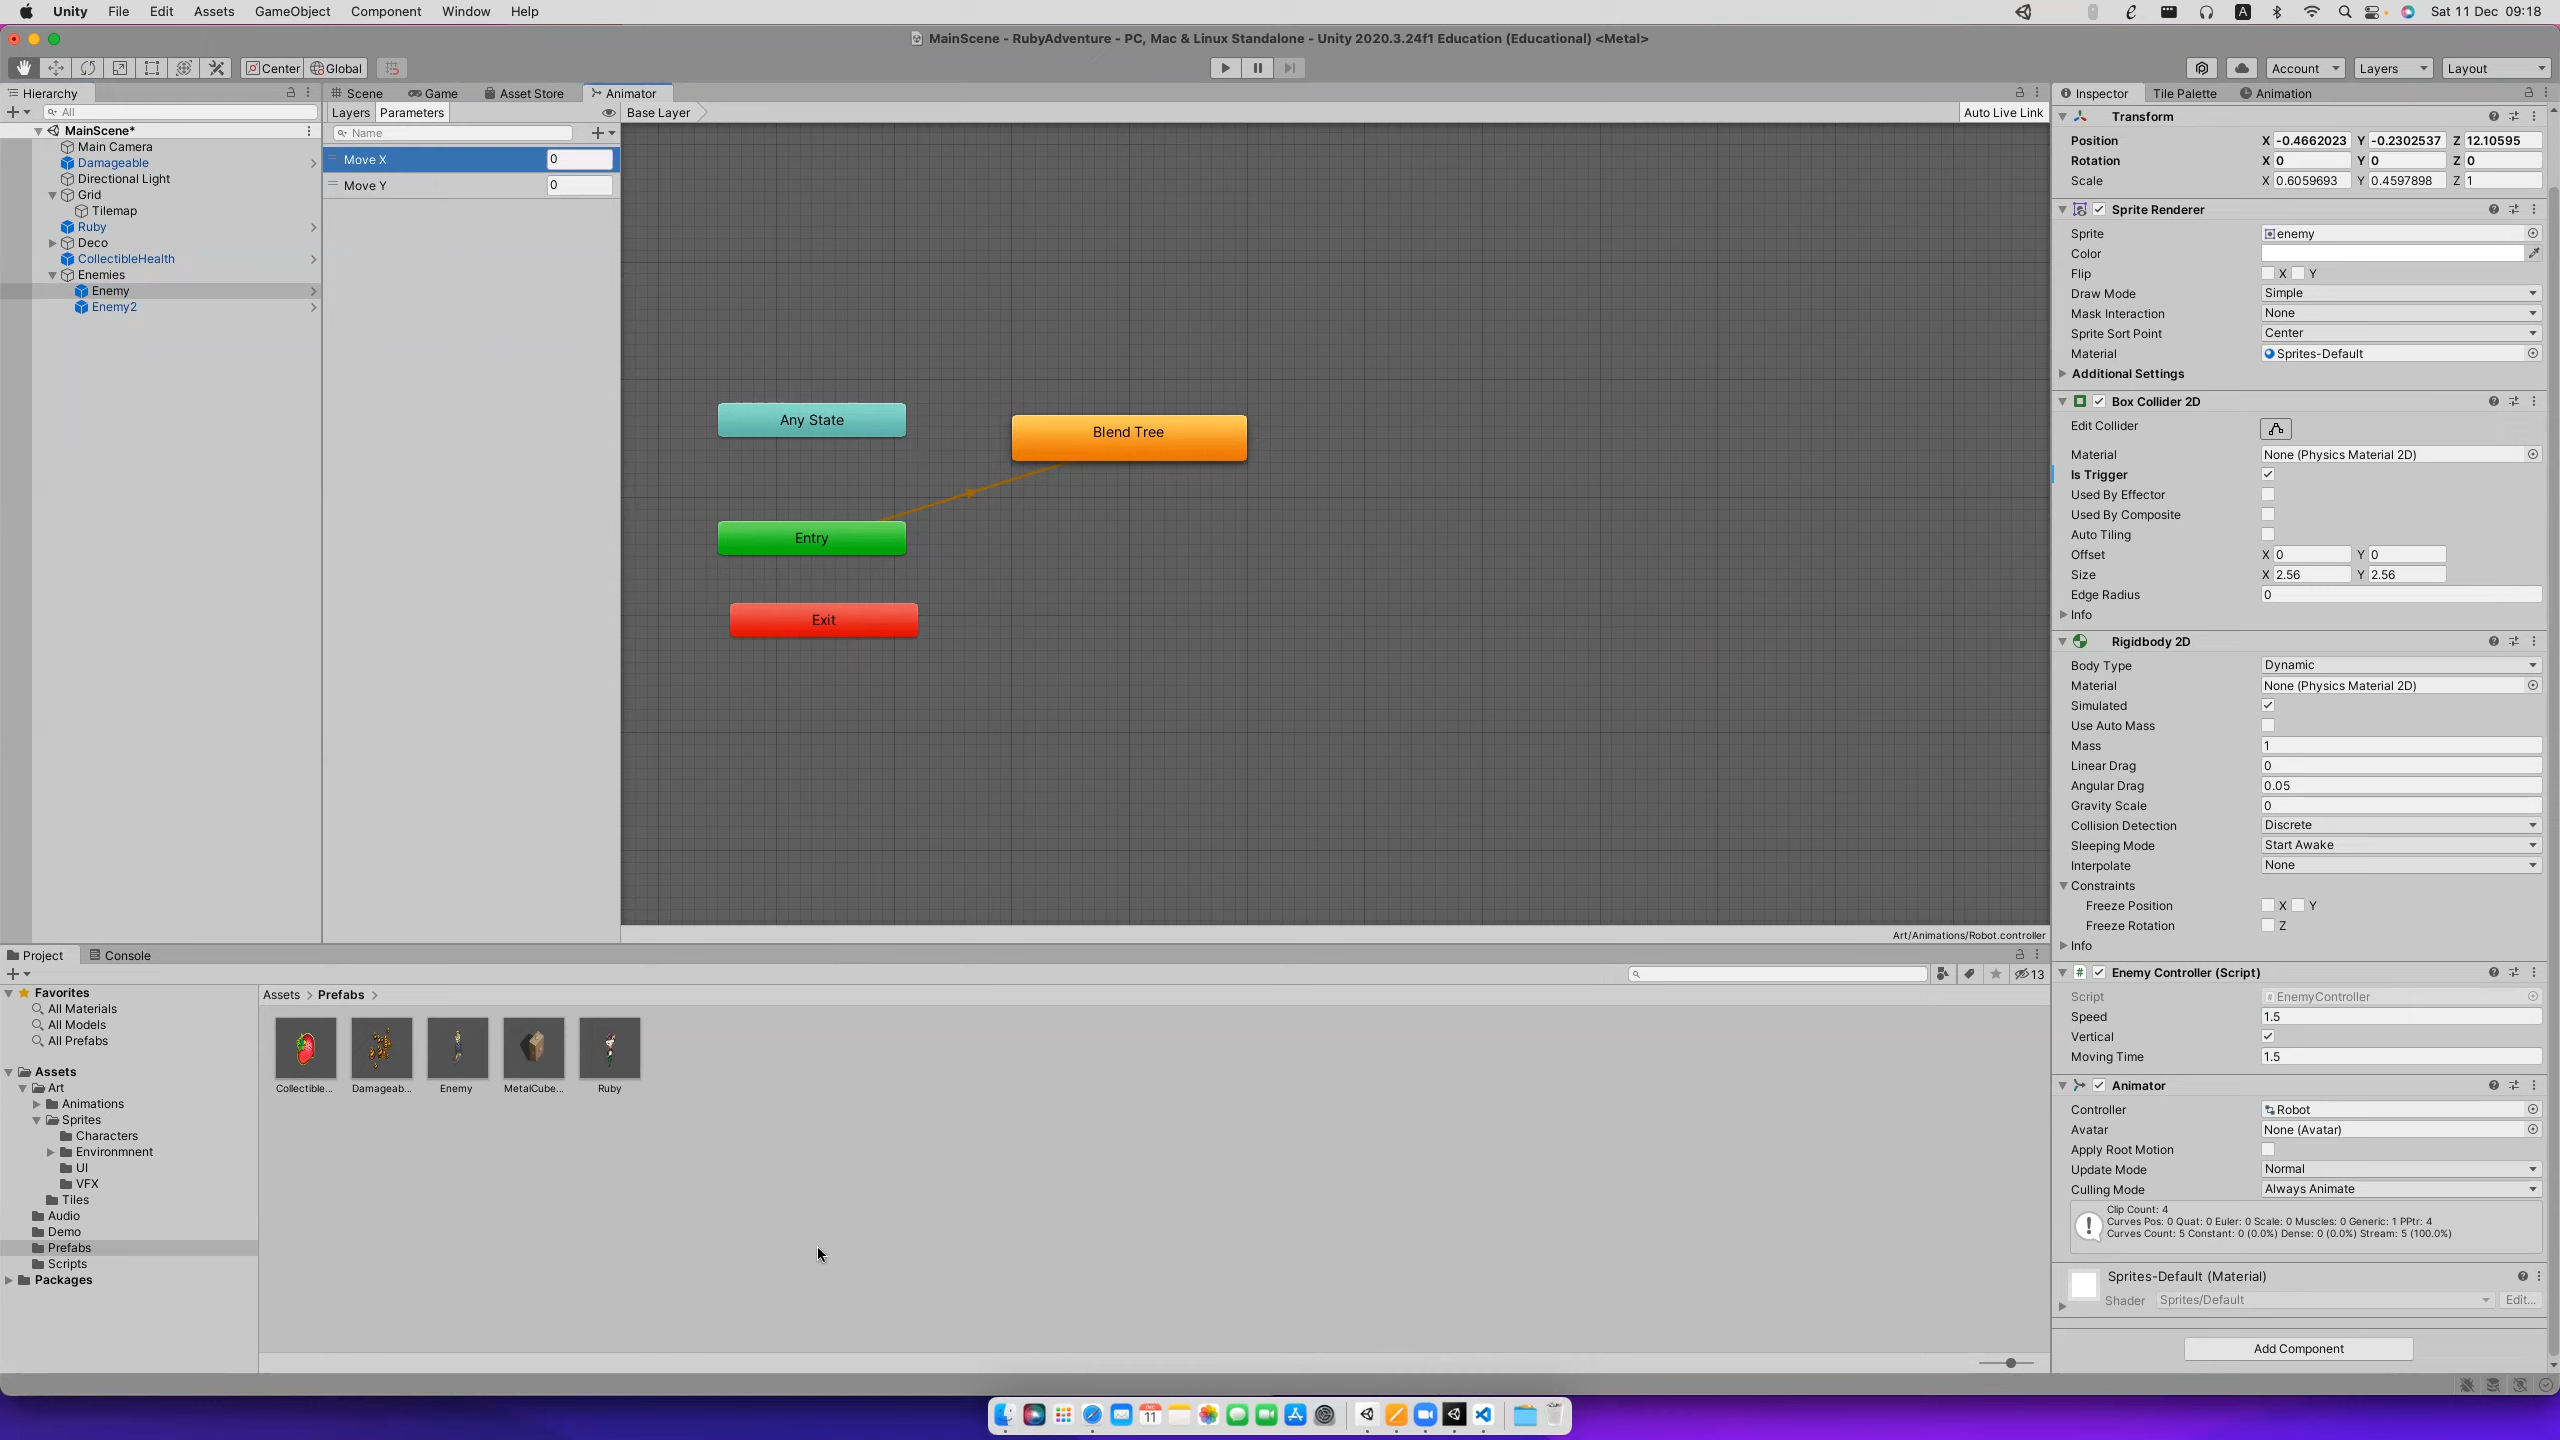 Unity File Edit Assets GameObject Component Window Help
A
Sat 11 Dec 09:18
MainScene - RubyAdventure - PC, Mac & Linux Standalone - Unity 2020.3.24f1 Education (Educational) <Metal>
Center Global
Account Layers Layout
Hierarchy
All
MainScene*
Main Camera
Damageable
Directional Light
Grid
Tilemap
Ruby
Deco
CollectibleHealth
Enemies
Enemy
Enemy2
Scene Game Asset Store Animator
Layers Parameters
Name
Move X 0
Move Y 0
Base Layer
Auto Live Link
Any State
Blend Tree
Entry
Exit
Art/Animations/Robot.controller
Inspector Tile Palette Animation
Transform
Position X -0.4662023 Y -0.2302537 Z 12.10595
Rotation X 0 Y 0 Z 0
Scale X 0.6059693 Y 0.4597898 Z 1
Sprite Renderer
Sprite enemy
Color
Flip X Y
Draw Mode Simple
Mask Interaction None
Sprite Sort Point Center
Material Sprites-Default
Additional Settings
Box Collider 2D
Edit Collider
Material None (Physics Material 2D)
Is Trigger
Used By Effector
Used By Composite
Auto Tiling
Offset X 0 Y 0
Size X 2.56 Y 2.56
Edge Radius 0
Info
Rigidbody 2D
Body Type Dynamic
Material None (Physics Material 2D)
Simulated
Use Auto Mass
Mass 1
Linear Drag 0
Angular Drag 0.05
Gravity Scale 0
Collision Detection Discrete
Sleeping Mode Start Awake
Interpolate None
Constraints
Freeze Position X Y
Freeze Rotation Z
Info
Enemy Controller (Script)
Script EnemyController
Speed 1.5
Vertical
Moving Time 1.5
Animator
Controller Robot
Avatar None (Avatar)
Apply Root Motion
Update Mode Normal
Culling Mode Always Animate
Clip Count: 4
Curves Pos: 0 Quat: 0 Euler: 0 Scale: 0 Muscles: 0 Generic: 1 PPtr: 4
Curves Count: 5 Constant: 0 (0.0%) Dense: 0 (0.0%) Stream: 5 (100.0%)
Sprites-Default (Material)
Shader Sprites/Default Edit...
Add Component
Project Console
13
Favorites
All Materials
All Models
All Prefabs
Assets
Art
Animations
Sprites
Characters
Environmnent
UI
VFX
Tiles
Audio
Demo
Prefabs
Scripts
Packages
Assets > Prefabs >
Collectible... Damageab... Enemy MetalCube... Ruby
DEC
11